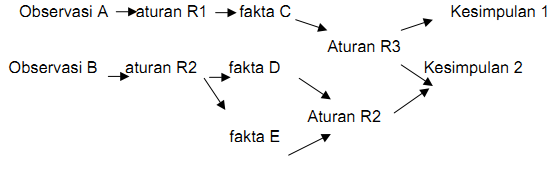 Observasi A aturan R1 fakta C Kesimpulan 1
Aturan R3
Observasi B aturan R2 fakta D Kesimpulan 2
Aturan R2
fakta E